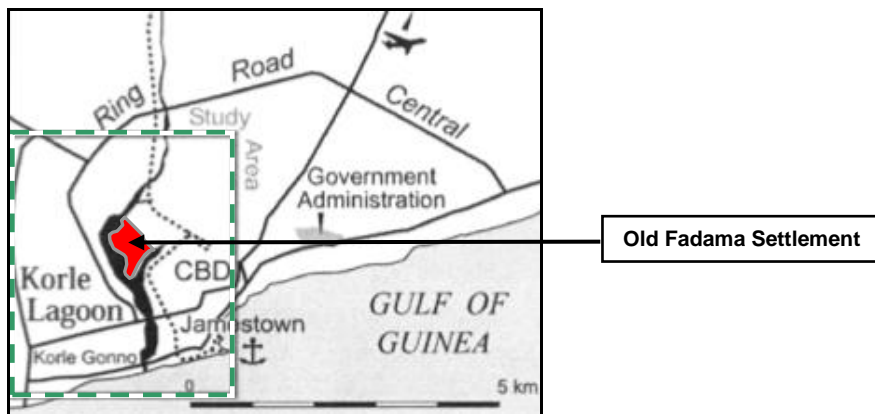 Ring Road Central
Study
Area
Government
Administration
Old Fadama Settlement
CBD
Korle
Lagoon
GULF OF
GUINEA
Jamestown
Korle Gonno
0
5 km